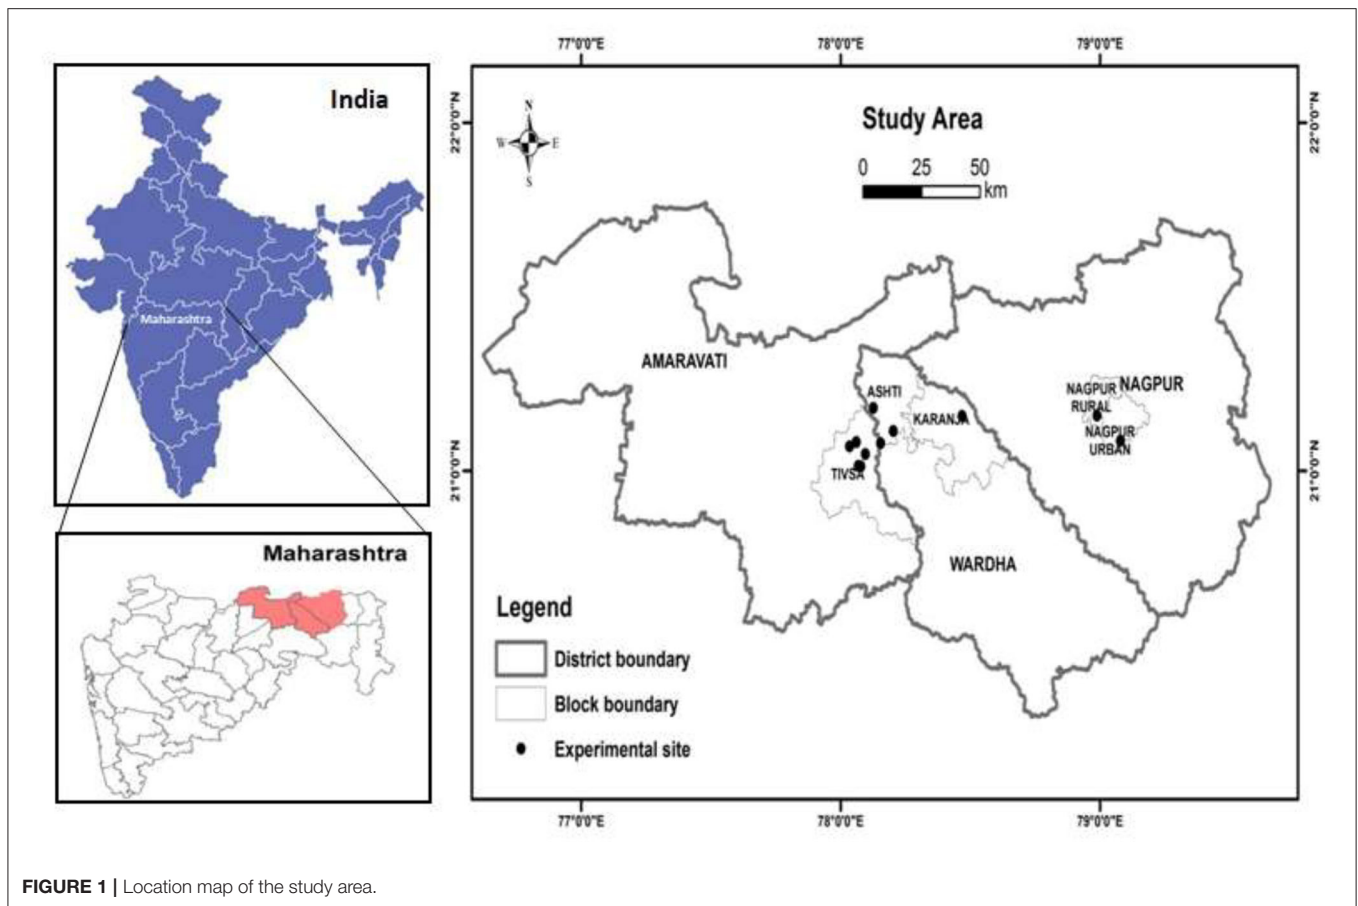 India
Maharashtra
Maharashtra
77°0'0"E
78°0'0"E
79°0'0"E
22°0'0"N
22°0'0"N
N
W
E
S
Study Area
0 25 50
km
AMARAVATI
ASHTI
KARANJA
TIVSA
NAGPUR
RURAL
NAGPUR
NAGPUR
URBAN
WARDHA
21°0'0"N
21°0'0"N
Legend
District boundary
Block boundary
Experimental site
77°0'0"E
78°0'0"E
79°0'0"E
FIGURE 1 | Location map of the study area.